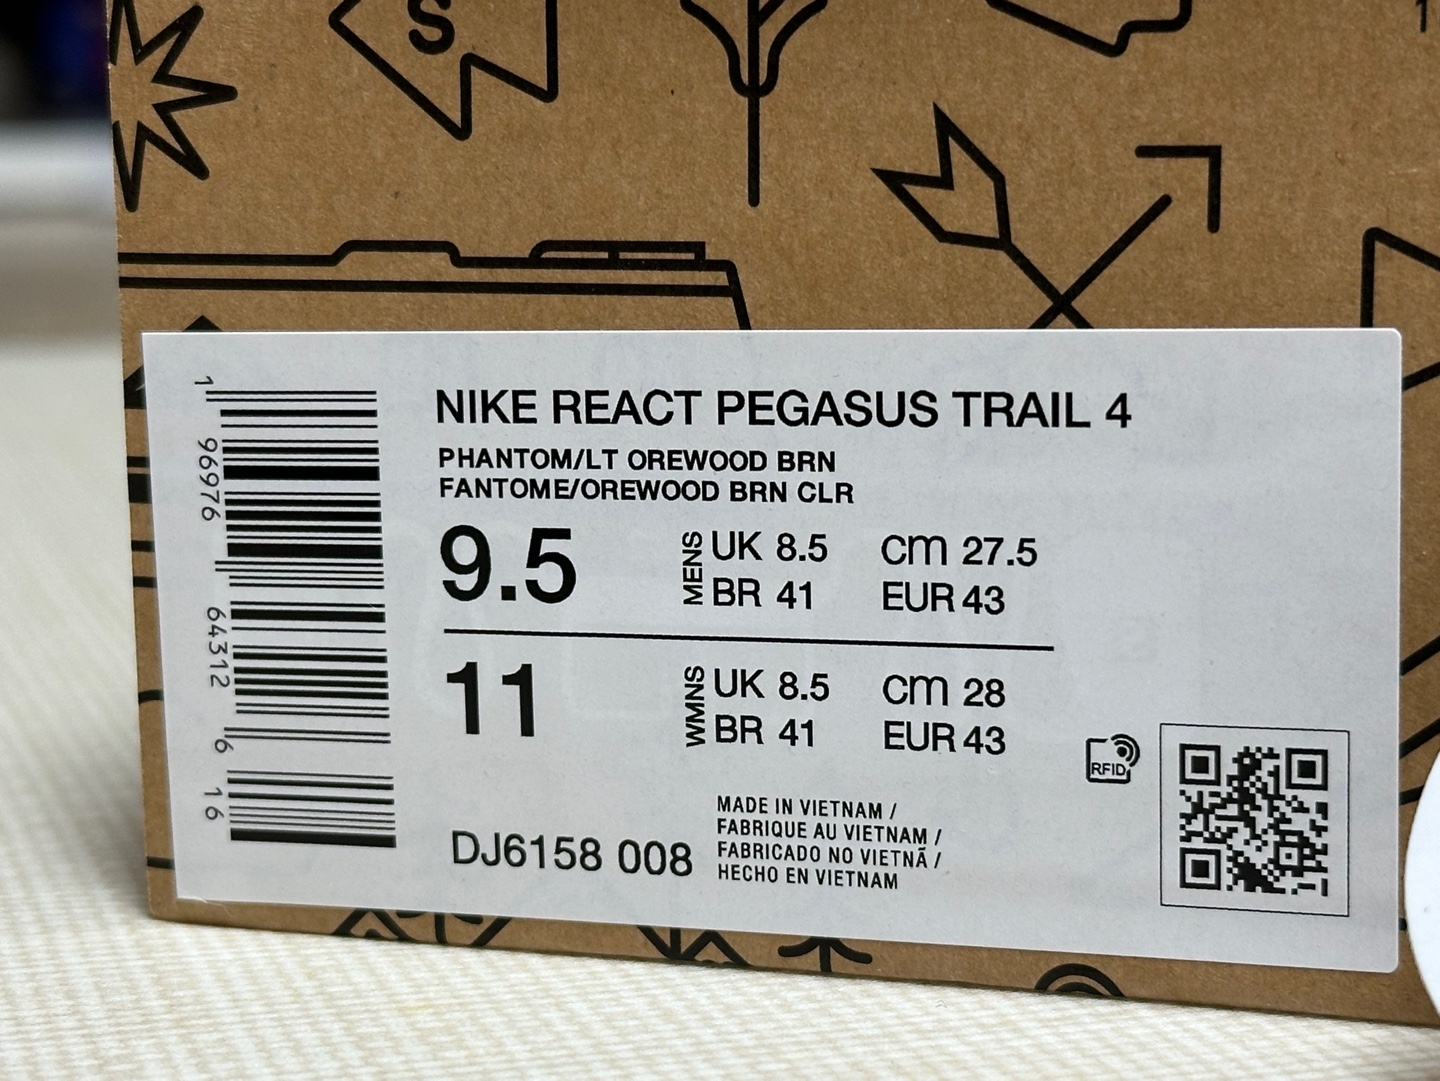 S
1
NIKE REACT PEGASUS TRAIL 4
PHANTOM/LT OREWOOD BRN
FANTOME/OREWOOD BRN CLR
9.5 MENS UK 8.5 cm 27.5
BR 41 EUR 43
11 WMNS UK 8.5 cm 28
BR 41 EUR 43
RFID
DJ6158 008
MADE IN VIETNAM /
FABRIQUE AU VIETNAM /
FABRICADO NO VIETNÃ /
HECHO EN VIETNAM
1 96976 64312 6 16